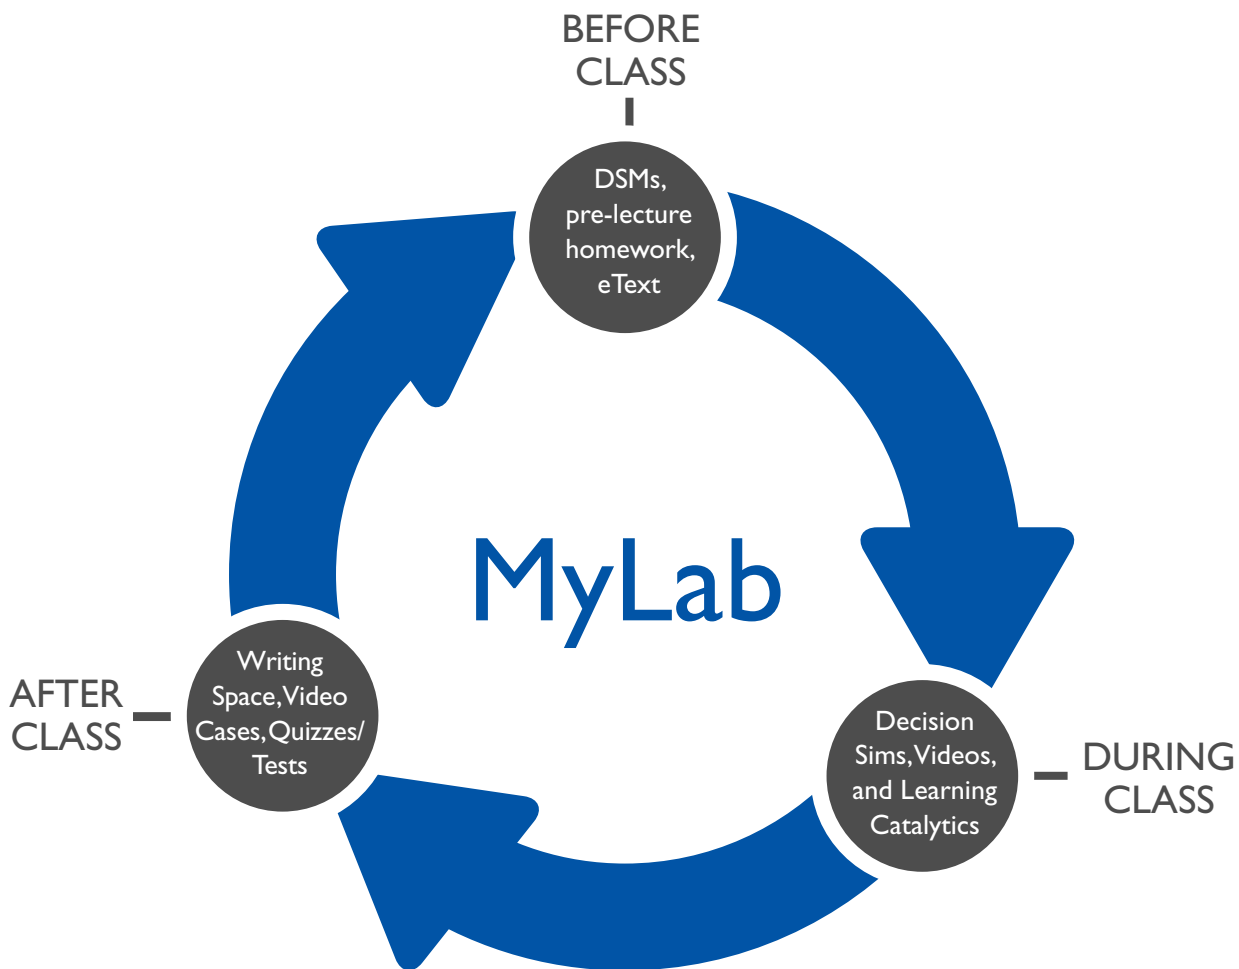 BEFORE
CLASS
DSMs,
pre-lecture
homework,
eText
MyLab
AFTER
CLASS
Writing
Space, Video
Cases, Quizzes/
Tests
Decision
Sims, Videos,
and Learning
Catalytics
DURING
CLASS